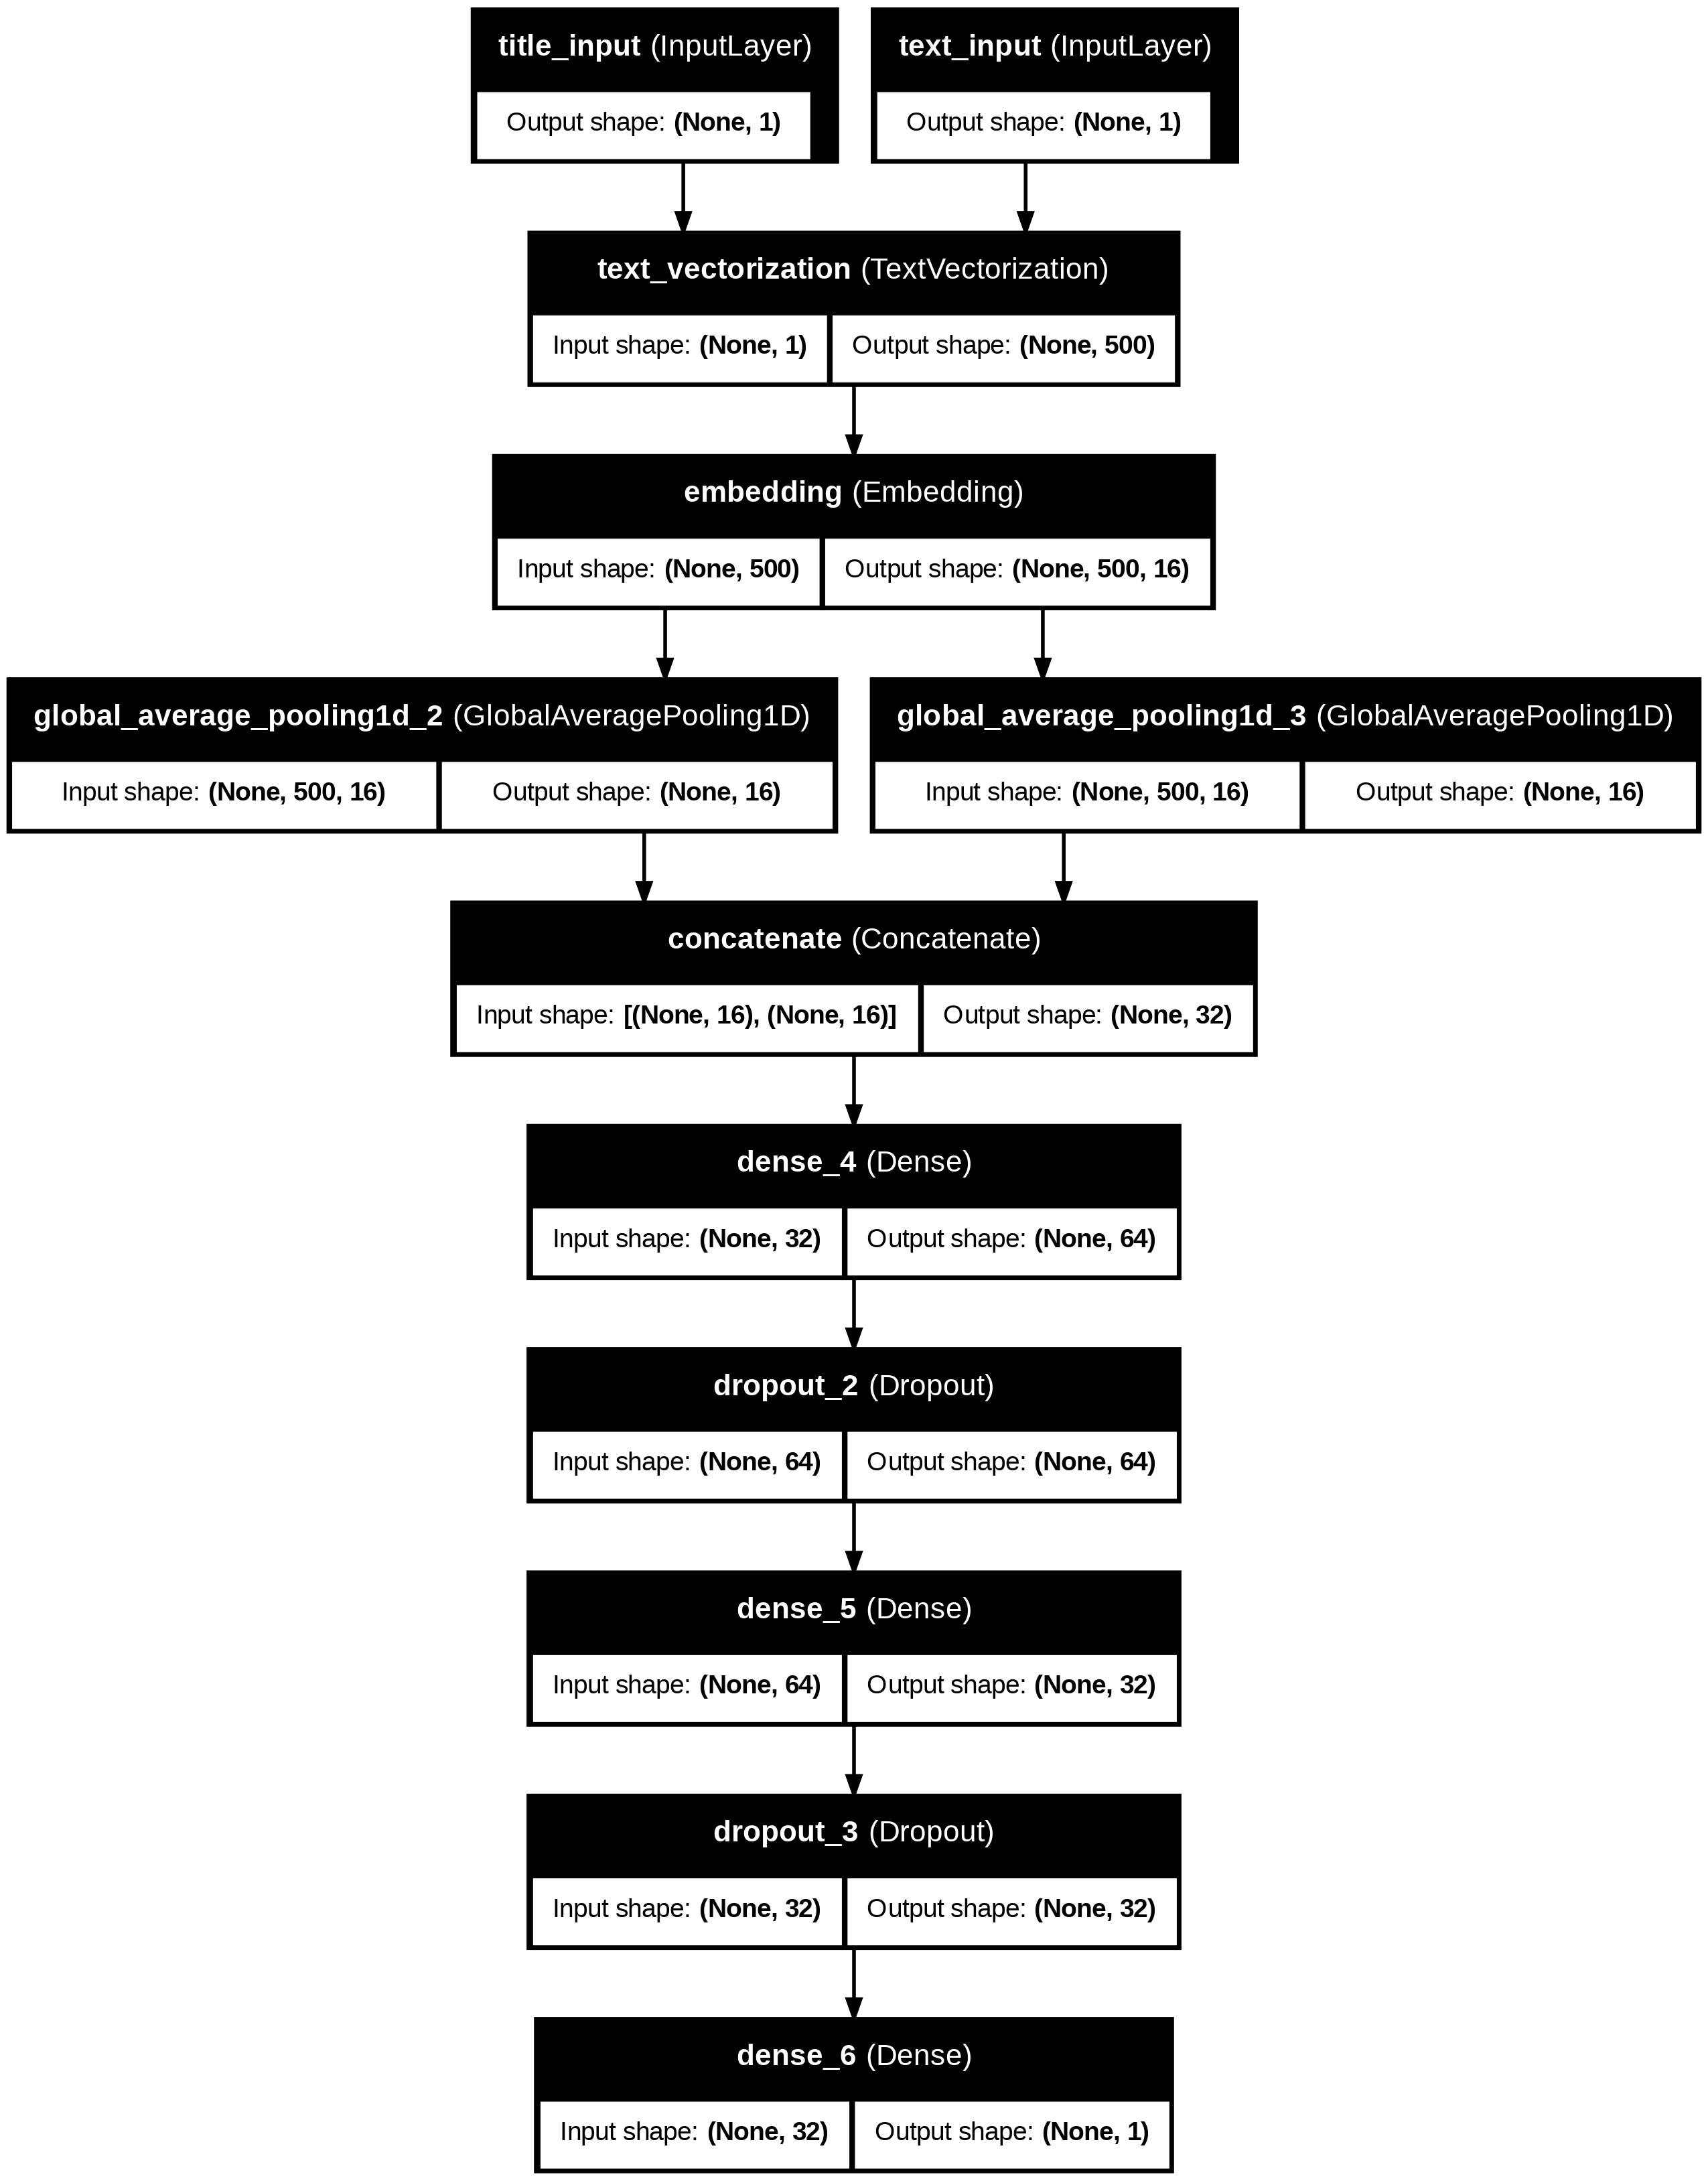 title_input (InputLayer) text_input (InputLayer)
Output shape: (None, 1) Output shape: (None, 1)
text_vectorization (TextVectorization)
Input shape: (None, 1) Output shape: (None, 500)
embedding (Embedding)
Input shape: (None, 500) Output shape: (None, 500, 16)
global_average_pooling1d_2 (GlobalAveragePooling1D) global_average_pooling1d_3 (GlobalAveragePooling1D)
Input shape: (None, 500, 16) Output shape: (None, 16) Input shape: (None, 500, 16) Output shape: (None, 16)
concatenate (Concatenate)
Input shape: [(None, 16), (None, 16)] Output shape: (None, 32)
dense_4 (Dense)
Input shape: (None, 32) Output shape: (None, 64)
dropout_2 (Dropout)
Input shape: (None, 64) Output shape: (None, 64)
dense_5 (Dense)
Input shape: (None, 64) Output shape: (None, 32)
dropout_3 (Dropout)
Input shape: (None, 32) Output shape: (None, 32)
dense_6 (Dense)
Input shape: (None, 32) Output shape: (None, 1)